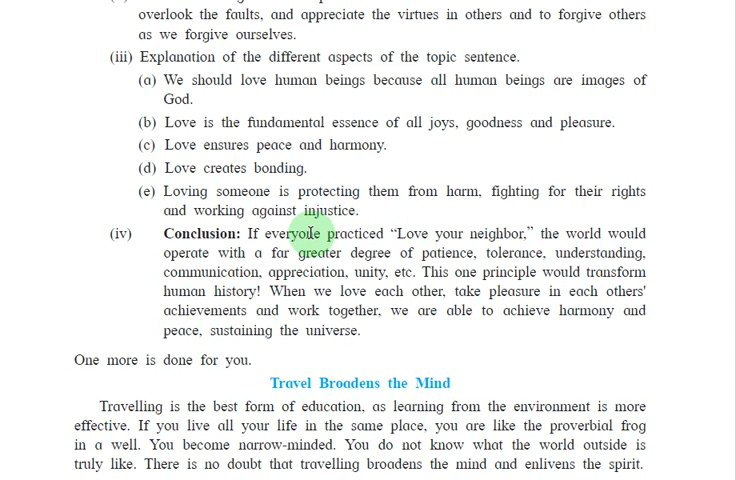 overlook the faults, and appreciate the virtues in others and to forgive others
as we forgive ourselves.
(iii) Explanation of the different aspects of the topic sentence.
(a) We should love human beings because all human beings are images of
God.
(b) Love is the fundamental essence of all joys, goodness and pleasure.
(c) Love ensures peace and harmony.
(d) Love creates bonding.
(e) Loving someone is protecting them from harm, fighting for their rights
and working against injustice.
(iv) Conclusion: If everyone practiced “Love your neighbor,” the world would
operate with a far greater degree of patience, tolerance, understanding,
communication, appreciation, unity, etc. This one principle would transform
human history! When we love each other, take pleasure in each others'
achievements and work together, we are able to achieve harmony and
peace, sustaining the universe.
One more is done for you.
Travel Broadens the Mind
Travelling is the best form of education, as learning from the environment is more
effective. If you live all your life in the same place, you are like the proverbial frog
in a well. You become narrow-minded. You do not know what the world outside is
truly like. There is no doubt that travelling broadens the mind and enlivens the spirit.